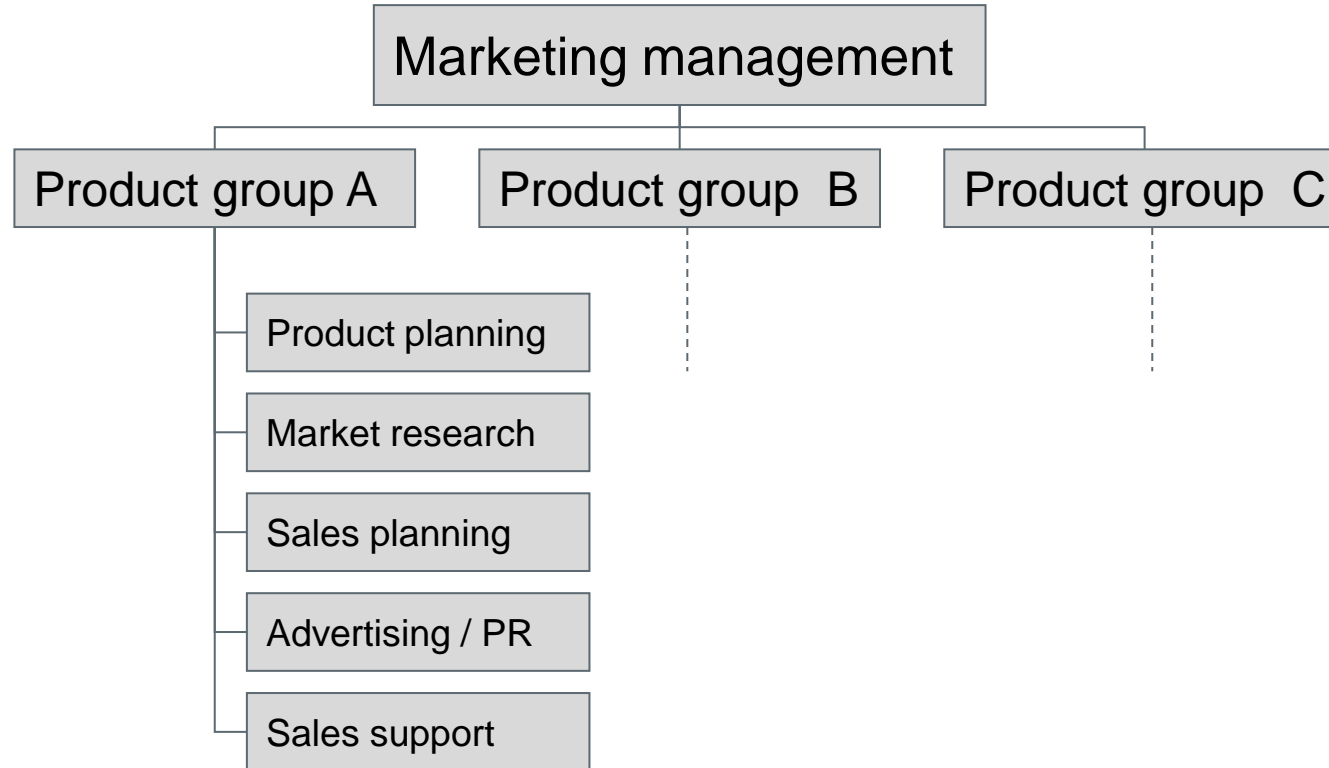 Marketing management
Product group A
Product group  B
Product group  C
Product planning
Market research
Sales planning
Advertising / PR
Sales support